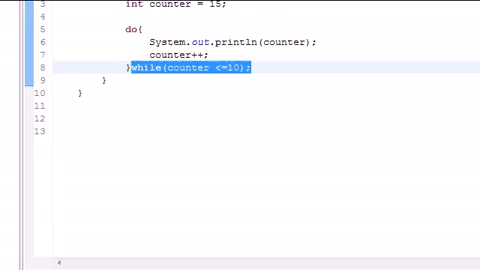 3 int counter = 15;
4
5 do{
6 System.out.println(counter);
7 counter++;
8 }while(counter <=10);
9 }
10 }
11
12
13